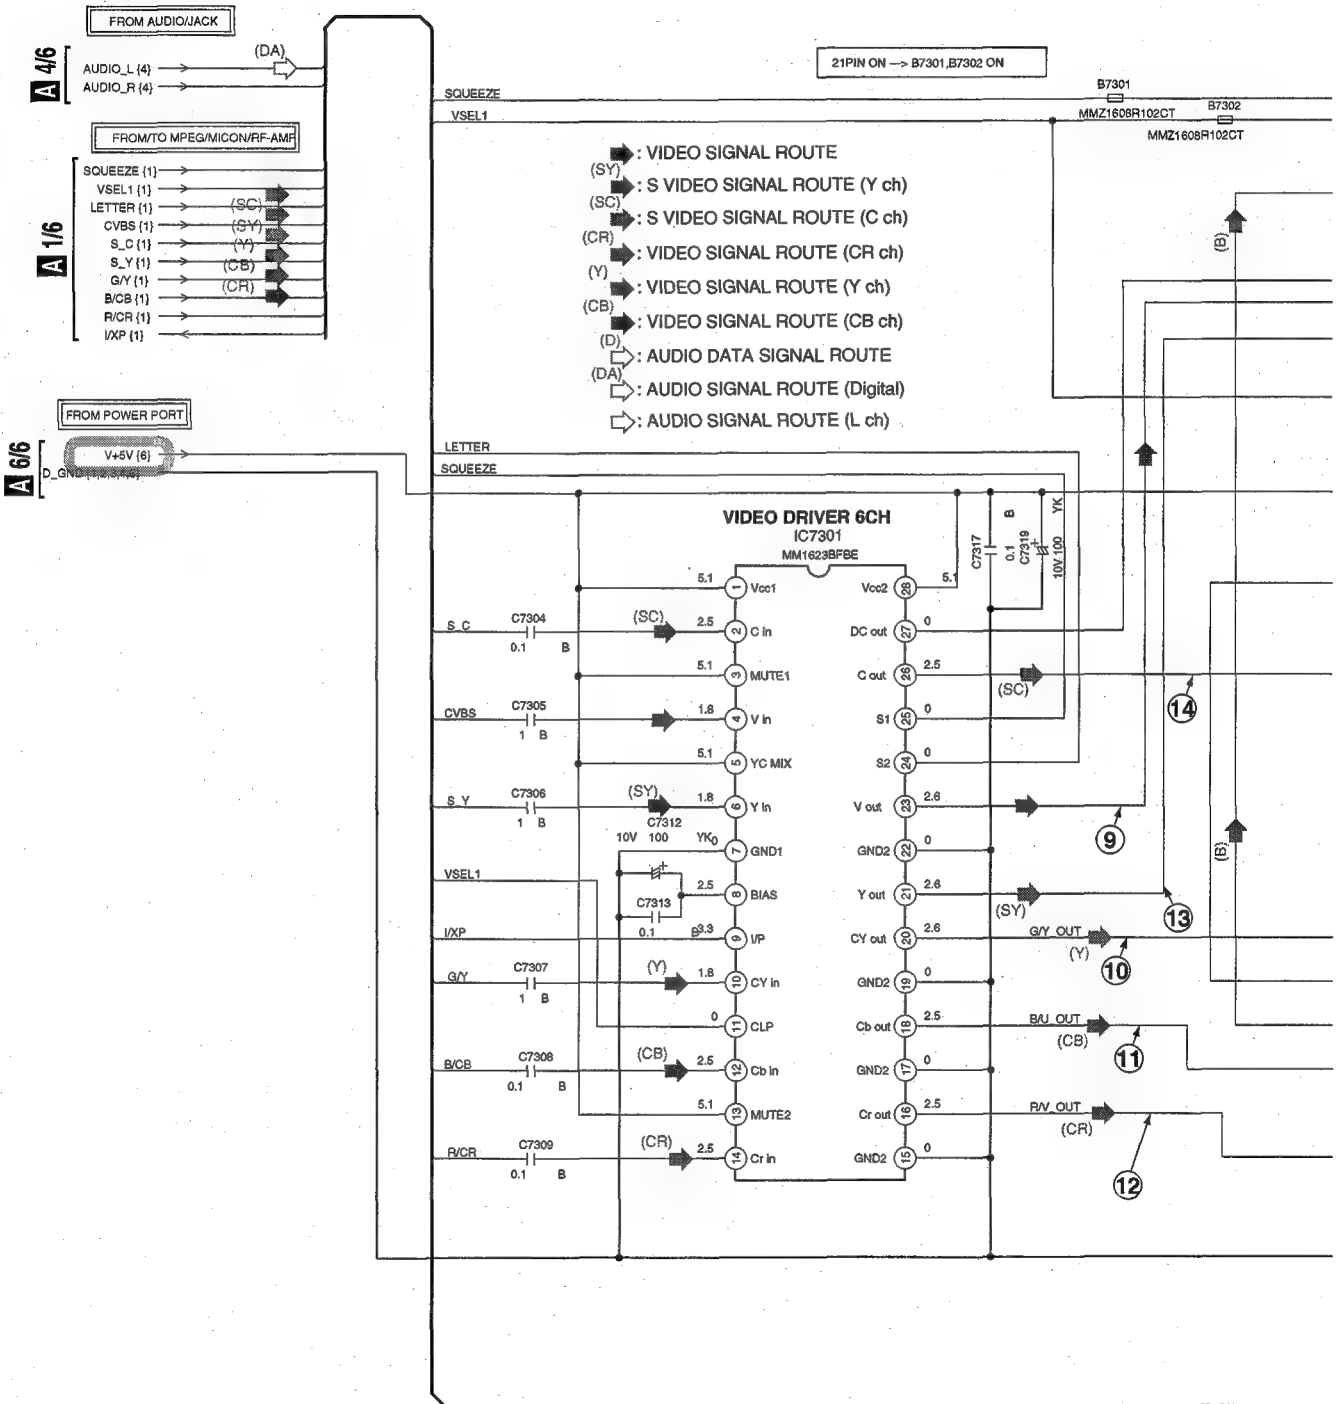 FROM AUDIO/JACK
A 4/6
(DA)
AUDIO_L {4}
AUDIO_R {4}
FROM/TO MPEG/MICON/RF-AMP
A 1/6
SQUEEZE {1}
VSEL1 {1}
LETTER {1}
CVBS {1}
S_C {1}
S_Y {1}
G/Y {1}
B/CB {1}
R/CR {1}
I/XP {1}
(SC)
(SY)
(Y)
(CB)
(CR)
FROM POWER PORT
A 6/6
V+5V {6}
D_GND {1,2,3,4,6}
21PIN ON --> B7301,B7302 ON
SQUEEZE
VSEL1
B7301
MMZ1608R102CT
B7302
MMZ1608R102CT
: VIDEO SIGNAL ROUTE
(SY)
: S VIDEO SIGNAL ROUTE (Y ch)
(SC)
: S VIDEO SIGNAL ROUTE (C ch)
(CR)
: VIDEO SIGNAL ROUTE (CR ch)
(Y)
: VIDEO SIGNAL ROUTE (Y ch)
(CB)
: VIDEO SIGNAL ROUTE (CB ch)
(D)
: AUDIO DATA SIGNAL ROUTE
(DA)
: AUDIO SIGNAL ROUTE (Digital)
: AUDIO SIGNAL ROUTE (L ch)
(B)
(B)
LETTER
SQUEEZE
VIDEO DRIVER 6CH
IC7301
MM1623BFBE
C7317
0.1 B
C7319
10V 100 YK
5.1 1 Vcc1
S_C C7304 0.1 B (SC) 2.5 2 C in
5.1 3 MUTE1
CVBS C7305 1 B 1.8 4 V in
5.1 5 YC MIX
S_Y C7306 1 B (SY) 1.8 6 Y in
C7312
10V 100 YK
0 7 GND1
VSEL1
2.5 8 BIAS
C7313
0.1 B
I/XP 3.3 9 I/P
G/Y C7307 1 B (Y) 1.8 10 CY in
0 11 CLP
B/CB C7308 0.1 B (CB) 2.5 12 Cb in
5.1 13 MUTE2
R/CR C7309 0.1 B (CR) 2.5 14 Cr in
Vcc2 28 5.1
DC out 27 0
C out 26 2.5 (SC) 14
S1 25 0
S2 24 0
V out 23 2.6 9
GND2 22 0
Y out 21 2.6 (SY) 13
CY out 20 2.6 G/Y_OUT (Y) 10
GND2 19 0
Cb out 18 2.5 B/U_OUT (CB) 11
GND2 17 0
Cr out 16 2.5 R/V_OUT (CR) 12
GND2 15 0